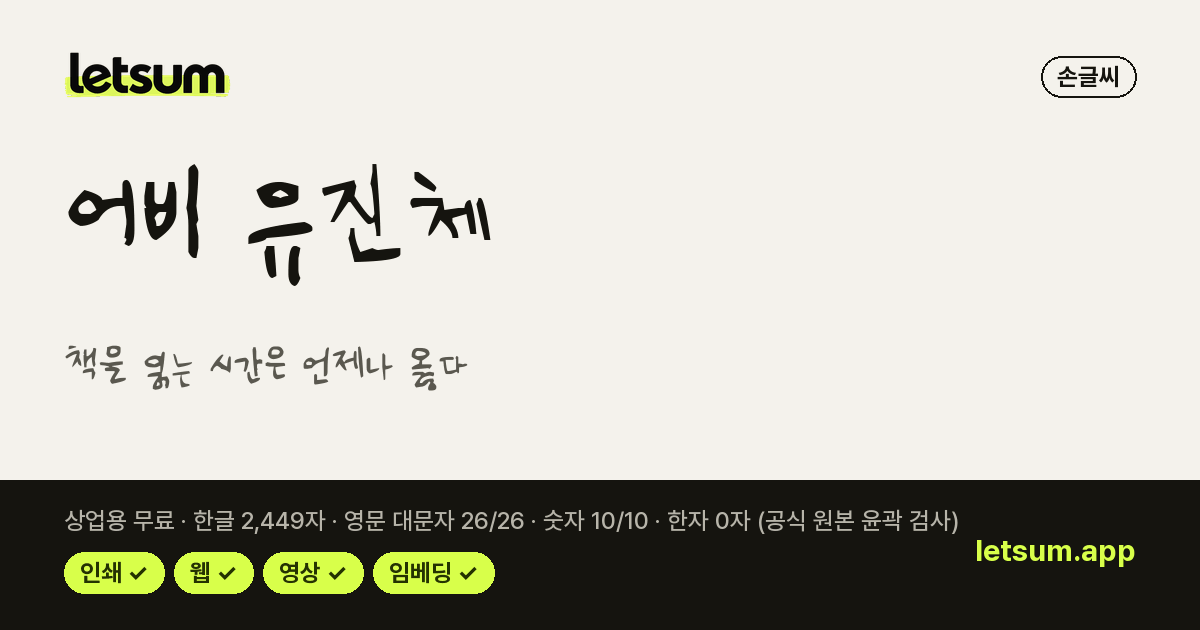 letsum
손글씨
어비 유진체
책을 읽는 시간은 언제나 옳다
상업용 무료 · 한글 2,449자 · 영문 대문자 26/26 · 숫자 10/10 · 한자 0자 (공식 원본 윤곽 검사)
인쇄 ✓ 웹 ✓ 영상 ✓ 임베딩 ✓
letsum.app